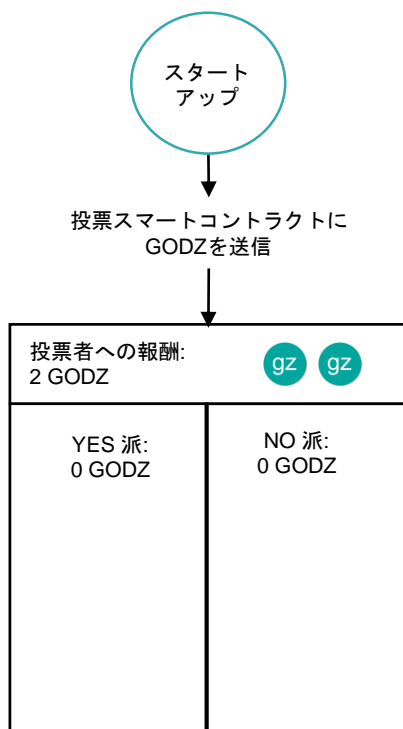 スタート
アップ
投票スマートコントラクトに
GODZを送信
投票者への報酬:
2 GODZ
gz gz
YES 派:
0 GODZ
NO 派:
0 GODZ